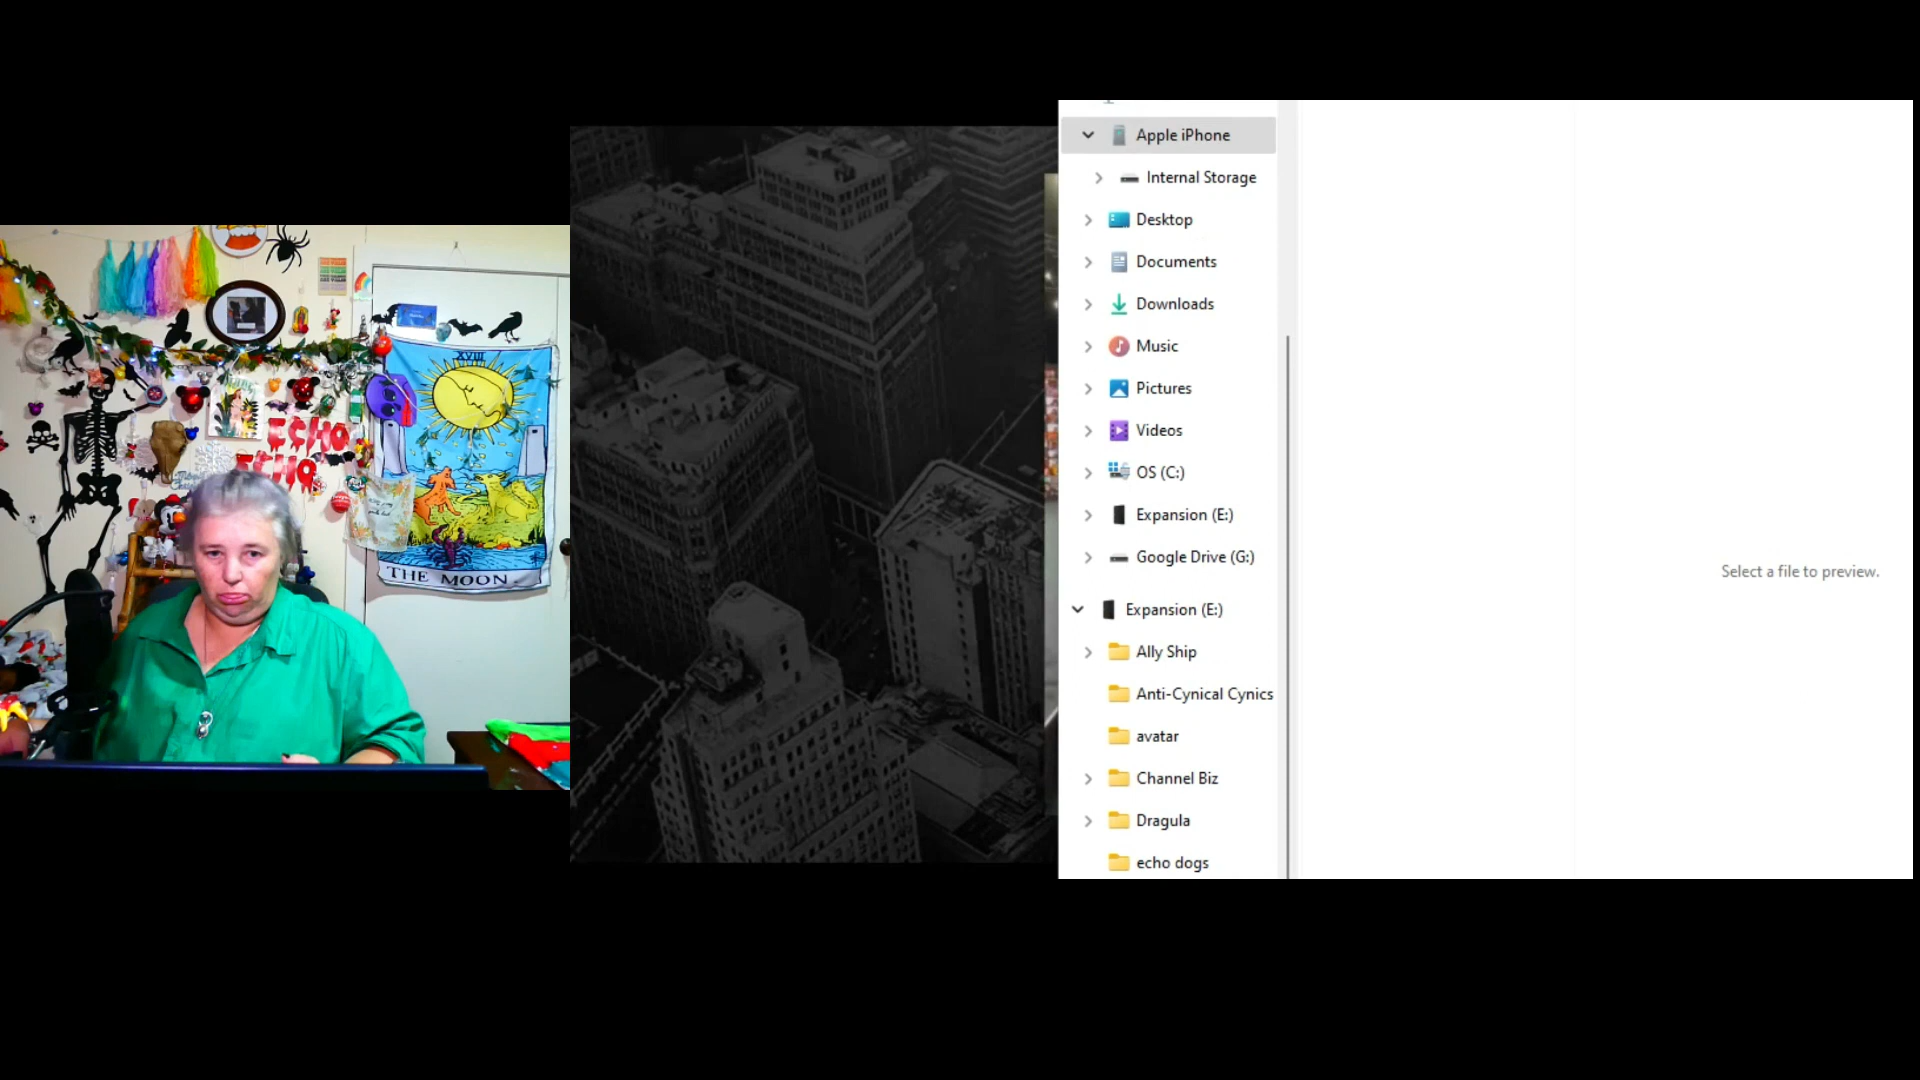 XVIII
ECHO
ECHO
THE MOON
Apple iPhone
Internal Storage
Desktop
Documents
Downloads
Music
Pictures
Videos
OS (C:)
Expansion (E:)
Google Drive (G:)
Expansion (E:)
Ally Ship
Anti-Cynical Cynics
avatar
Channel Biz
Dragula
echo dogs
Select a file to preview.